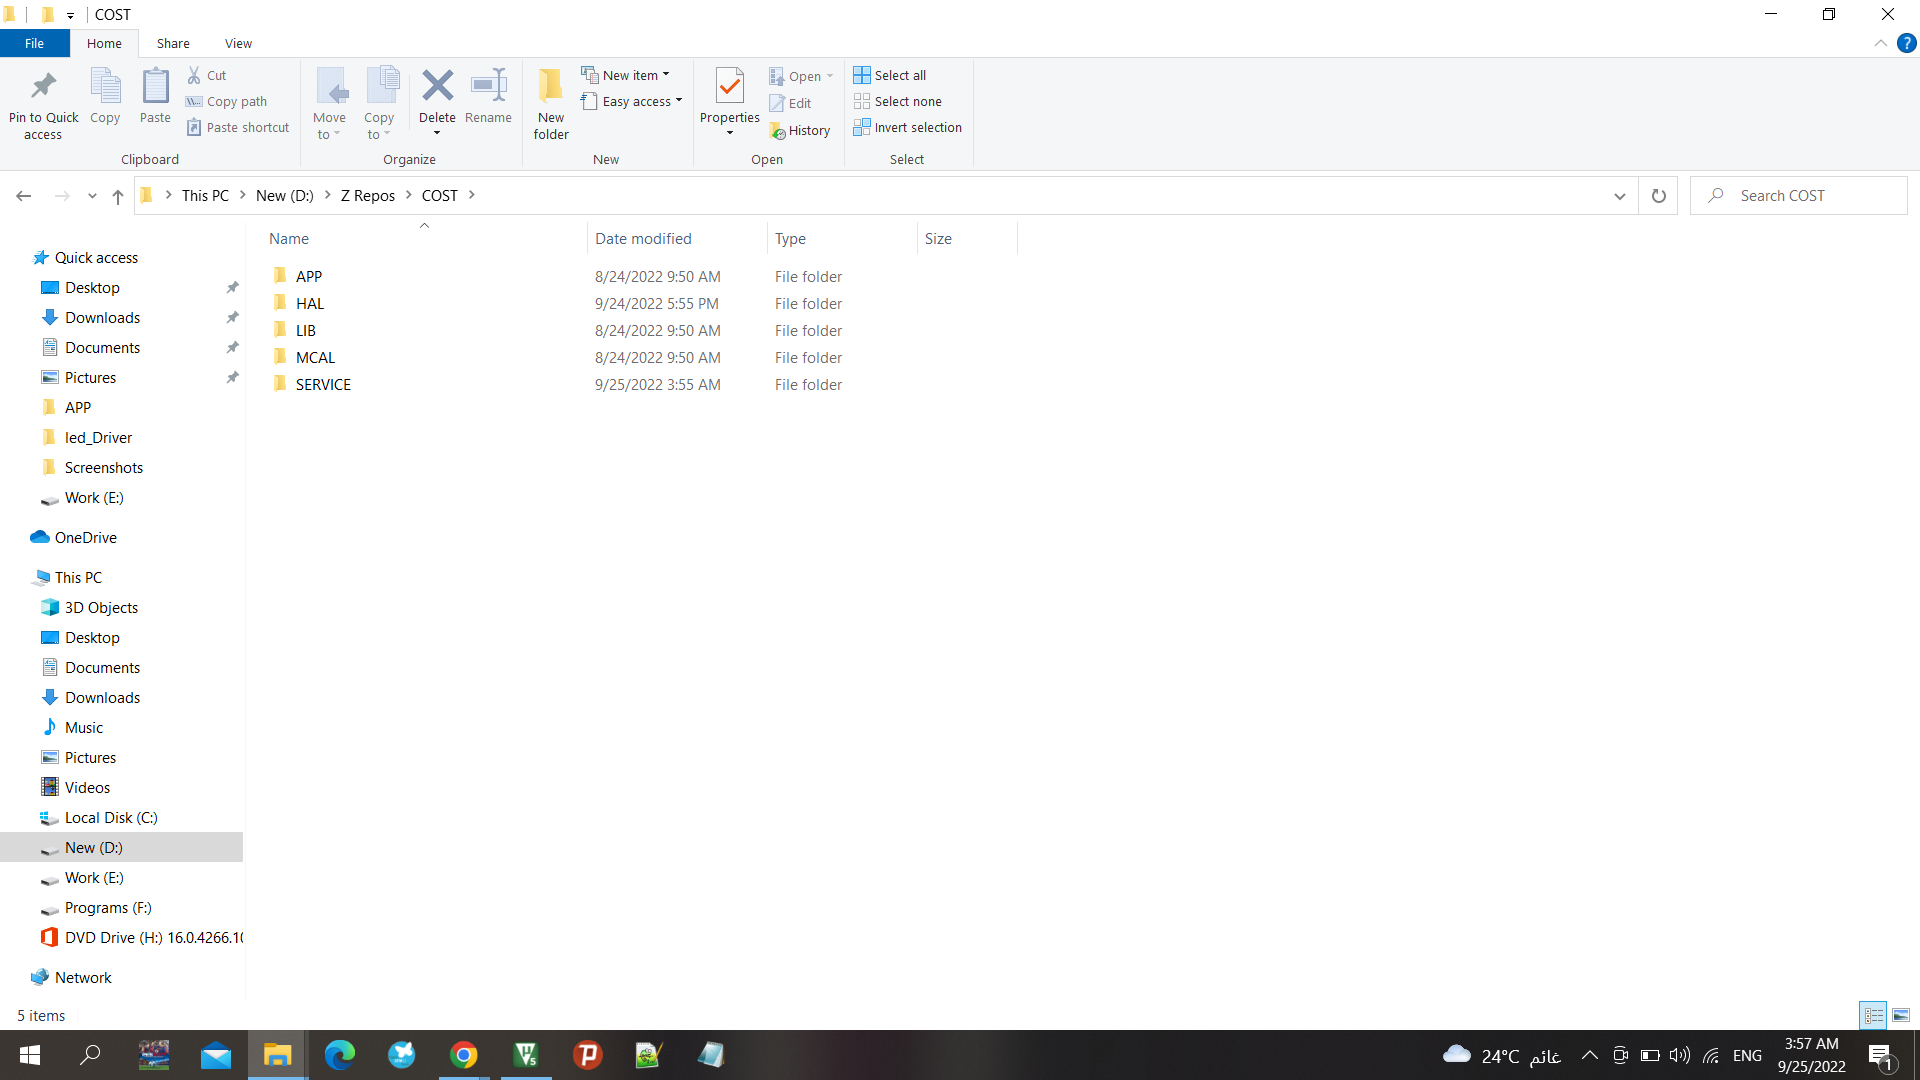 COST
File Home Share View
Pin to Quick access
Copy
Paste
Cut
Copy path
Paste shortcut
Clipboard
Move to
Copy to
Delete
Rename
Organize
New folder
New item
Easy access
New
Properties
Open
Edit
History
Open
Select all
Select none
Invert selection
Select
This PC New (D:) Z Repos COST
Search COST
Name Date modified Type Size
APP 8/24/2022 9:50 AM File folder
HAL 9/24/2022 5:55 PM File folder
LIB 8/24/2022 9:50 AM File folder
MCAL 8/24/2022 9:50 AM File folder
SERVICE 9/25/2022 3:55 AM File folder
Quick access
Desktop
Downloads
Documents
Pictures
APP
led_Driver
Screenshots
Work (E:)
OneDrive
This PC
3D Objects
Desktop
Documents
Downloads
Music
Pictures
Videos
Local Disk (C:)
New (D:)
Work (E:)
Programs (F:)
DVD Drive (H:) 16.0.4266.10
Network
5 items
24°C غائم
ENG
3:57 AM
9/25/2022
1